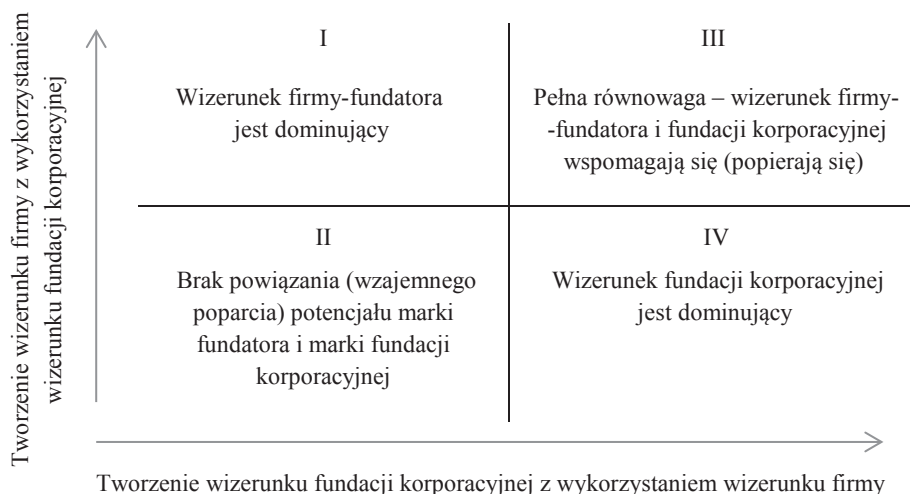 Tworzenie wizerunku firmy z wykorzystaniem
wizerunku fundacji korporacyjnej
I
Wizerunek firmy-fundatora
jest dominujący
III
Pełna równowaga – wizerunek firmy-
-fundatora i fundacji korporacyjnej
wspomagają się (popierają się)
II
Brak powiązania (wzajemnego
poparcia) potencjału marki
fundatora i marki fundacji
korporacyjnej
IV
Wizerunek fundacji korporacyjnej
jest dominujący
Tworzenie wizerunku fundacji korporacyjnej z wykorzystaniem wizerunku firmy